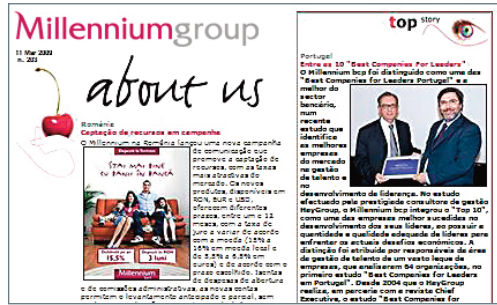 Millenniumgroup
11 Mar 2009
n. 203
about us
Roménia
Captação de recursos em campanha
O Millennium na Roménia lançou uma nova campanha
de comunicação que
promove a captação de
recursos, com as taxas
mais atractivas do
mercado. Os novos
produtos, disponíveis em
RON, EUR e USD,
oferecem diferentes
prazos, entre um e 12
meses, com a taxa de
juro a variar de acordo
com a moeda (15% a
16% em moeda local e
de 5.5% a 6.5% em
euros) e de acordo com o
prazo escolhido. Isentas
de despesas de abertura
e de comissões administrativas, as novas contas
permitem o levantamento antecipado e parcial, sem
STAI MAI BINE
CU BANII ÎN BANCĂ
15,5%
3 luni
Millennium
top story
Portugal
Entre as 10 "Best Companies For Leaders"
O Millennium bcp foi distinguido como uma das
"Best Companies for Leaders Portugal" e a
melhor do
sector
bancário,
num
recente
estudo que
identifica
as melhores
empresas
do mercado
na gestão
de talento e
no
desenvolvimento da liderança. No estudo
efectuado pela prestigiada consultora de gestão
HayGroup, o Millennium bcp integrou o "Top 10",
como uma das empresas melhor sucedidas no
desenvolvimento dos seus líderes, ao possuir a
quantidade e qualidade adequada de líderes para
enfrentar os actuais desafios económicos. A
distinção foi atribuída por responsáveis da área
de gestão de talento de um vasto leque de
empresas, que analisaram 64 organizações, no
primeiro estudo "Best Companies for Leaders
em Portugal". Desde 2004 que o HayGroup
realiza, em parceria com a revista Chief
Executive, o estudo "Best Companies for